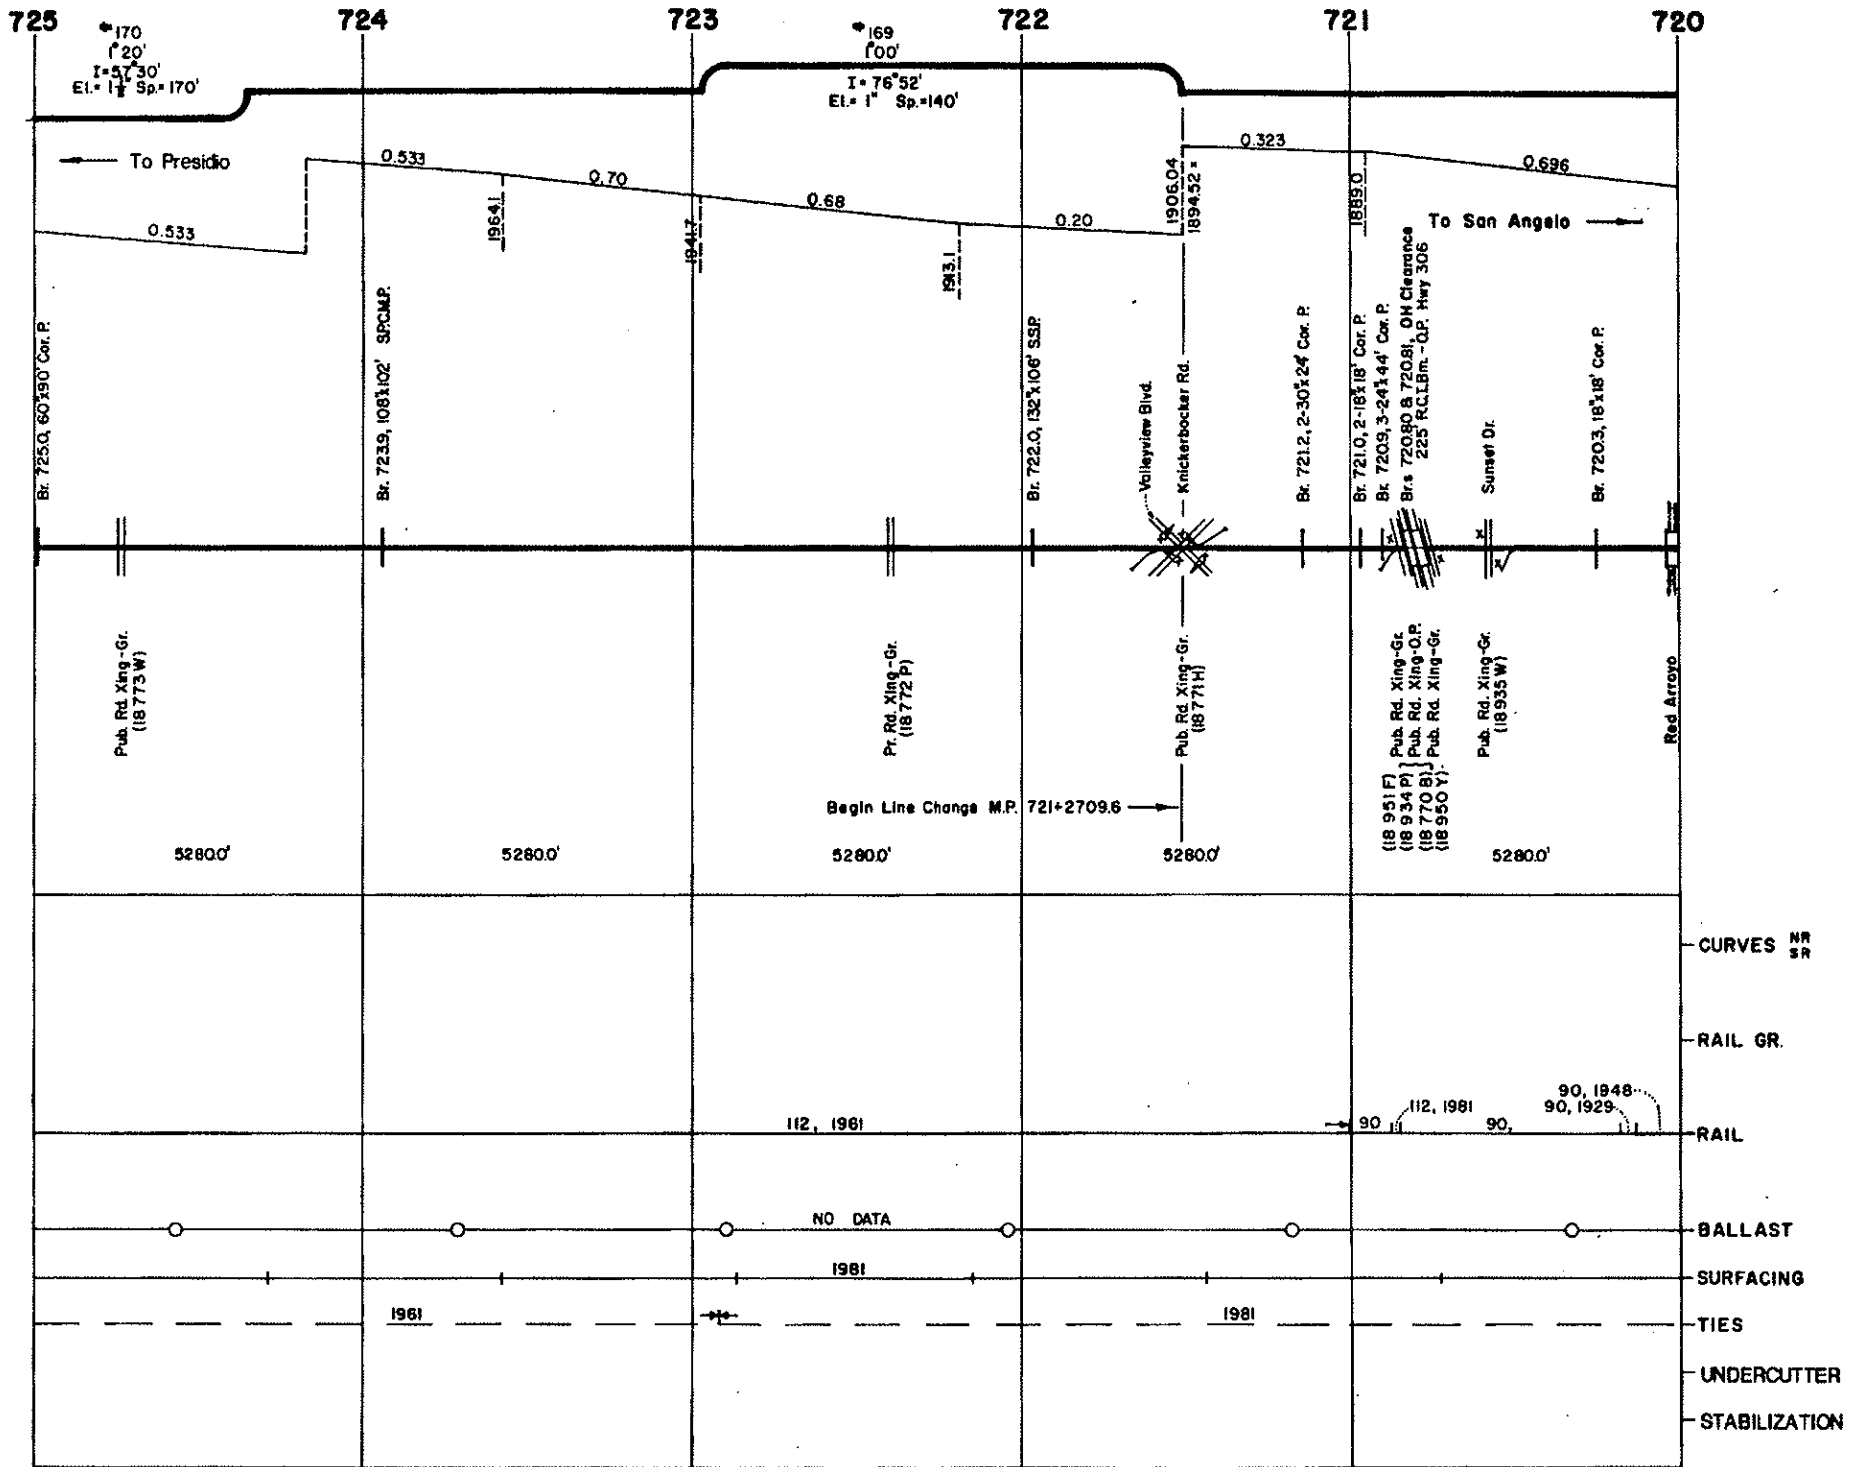 725 724 723 722 721 720
170
1°20'
I=57°30'
El.= 1½" Sp.=170'
169
1°00'
I=76°52'
El.= 1" Sp.=140'
To Presidio
0.533
0.533
0.70
0.68
0.20
0.323
0.696
1964.1
1941.7
1913.1
1906.04
1894.52 =
1889.0
To San Angelo
Br. 725.0, 60"x90' Cor. P.
Br. 723.9, 108"x102' S.P.C.M.P.
Br. 722.0, 132"x106' S.S.P.
Valleyview Blvd.
Knickerbocker Rd.
Br. 721.2, 2-30"x24' Cor. P.
Br. 721.0, 2-18"x18' Cor. P.
Br. 720.9, 3-24"x44' Cor. P.
Br.s 720.80 & 720.81, OH Clearance
225' R.C.I.Bm.-O.P. Hwy 306
Sunset Dr.
Br. 720.3, 18"x18' Cor. P.
Pub. Rd. Xing-Gr.
(18 773 W)
Pr. Rd. Xing-Gr.
(18 772 P)
Pub. Rd. Xing-Gr.
(18 771 H)
(18 951 F) Pub. Rd. Xing-Gr.
(18 934 P) Pub. Rd. Xing-O.P.
(18 770 B) Pub. Rd. Xing-Gr.
(18 950 Y)
Pub. Rd. Xing-Gr.
(18 935 W)
Red Arroyo
Begin Line Change M.P. 721+2709.6
5280.0' 5280.0' 5280.0' 5280.0' 5280.0'
CURVES NR
SR
RAIL GR.
90, 1948
112, 1981 90, 1929
112, 1961 90 90, RAIL
NO DATA BALLAST
1981 SURFACING
1961 1981 TIES
UNDERCUTTER
STABILIZATION